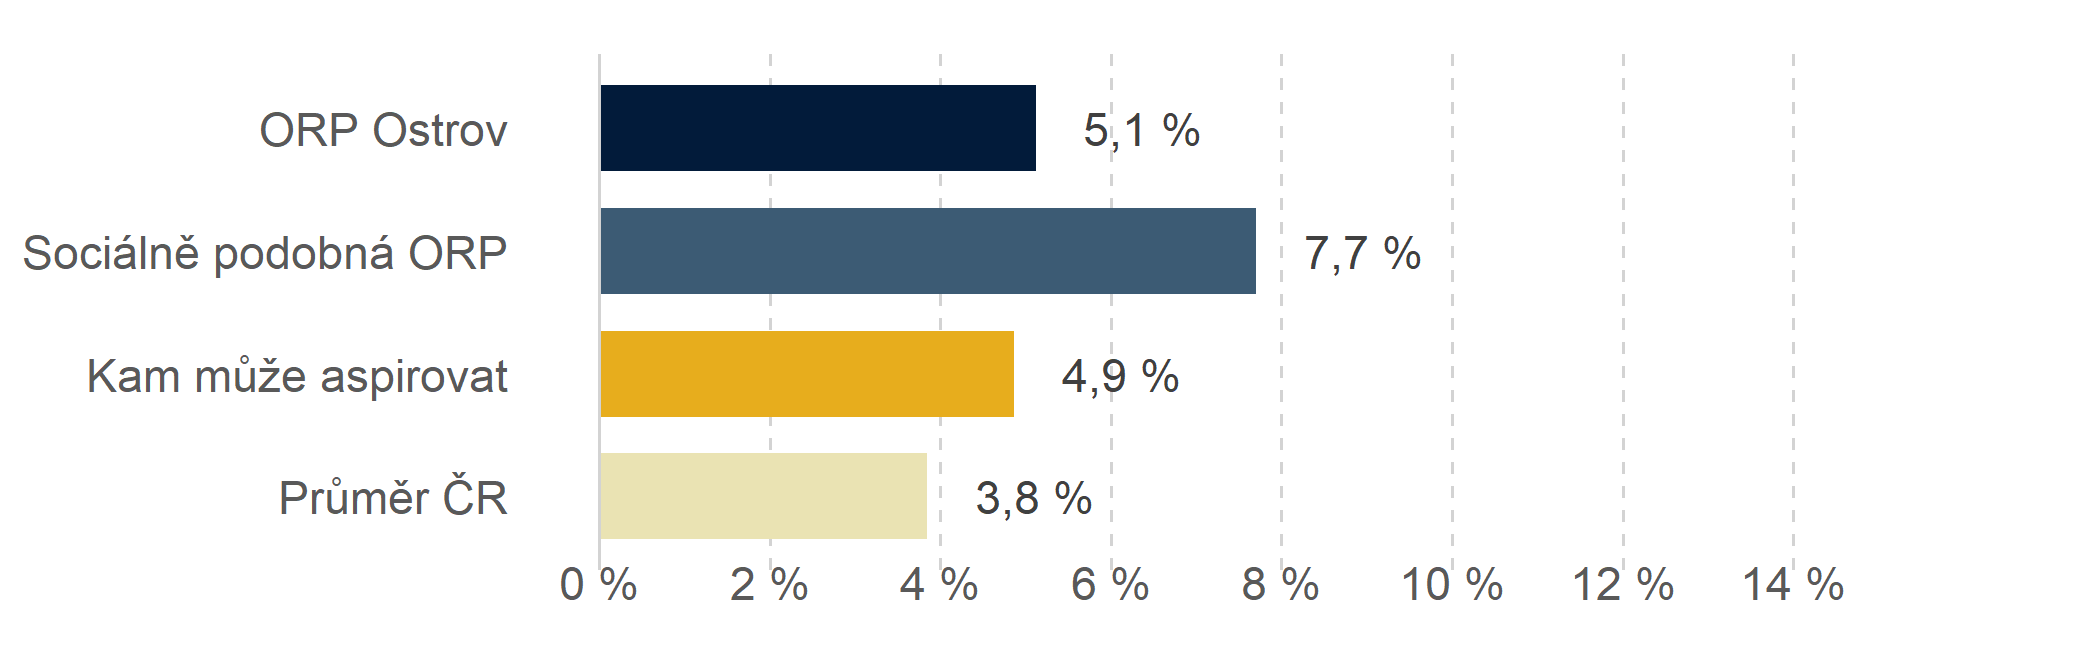 ORP Ostrov 5,1 %
Sociálně podobná ORP 7,7 %
Kam může aspirovat 4,9 %
Průměr ČR 3,8 %
0 % 2 % 4 % 6 % 8 % 10 % 12 % 14 %